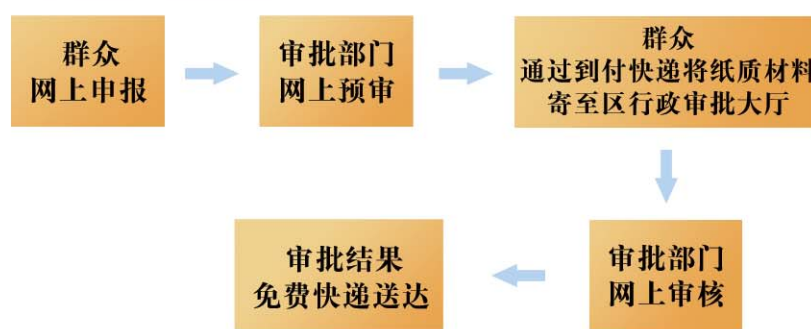 群众
网上申报
审批部门
网上预审
群众
通过到付快递将纸质材料
寄至区行政审批大厅
审批部门
网上审核
审批结果
免费快递送达